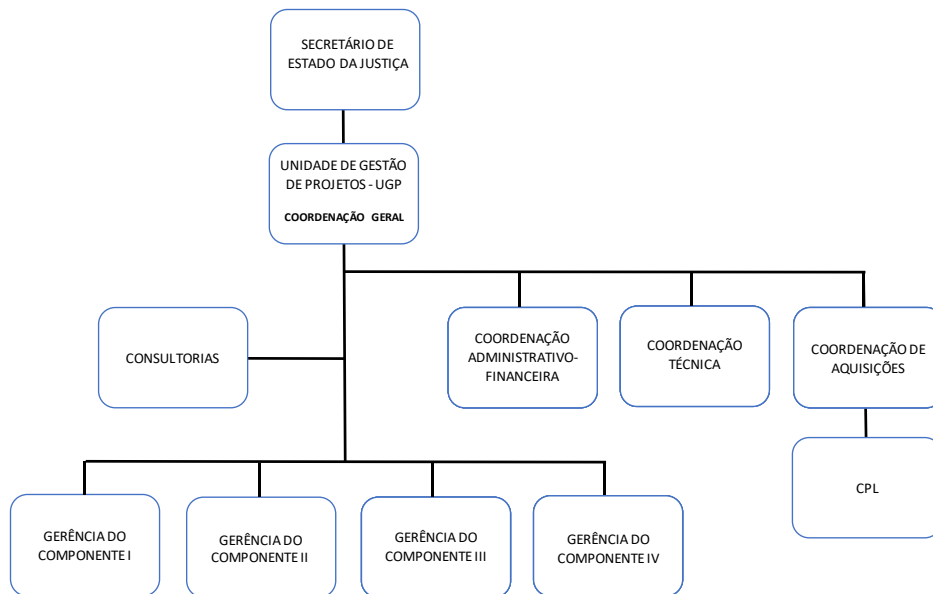 SECRETÁRIO DE
ESTADO DA JUSTIÇA
UNIDADE DE GESTÃO
DE PROJETOS - UGP
COORDENAÇÃO GERAL
CONSULTORIAS
COORDENAÇÃO
ADMINISTRATIVO-
FINANCEIRA
COORDENAÇÃO
TÉCNICA
COORDENAÇÃO DE
AQUISIÇÕES
CPL
GERÊNCIA DO
COMPONENTE I
GERÊNCIA DO
COMPONENTE II
GERÊNCIA DO
COMPONENTE III
GERÊNCIA DO
COMPONENTE IV